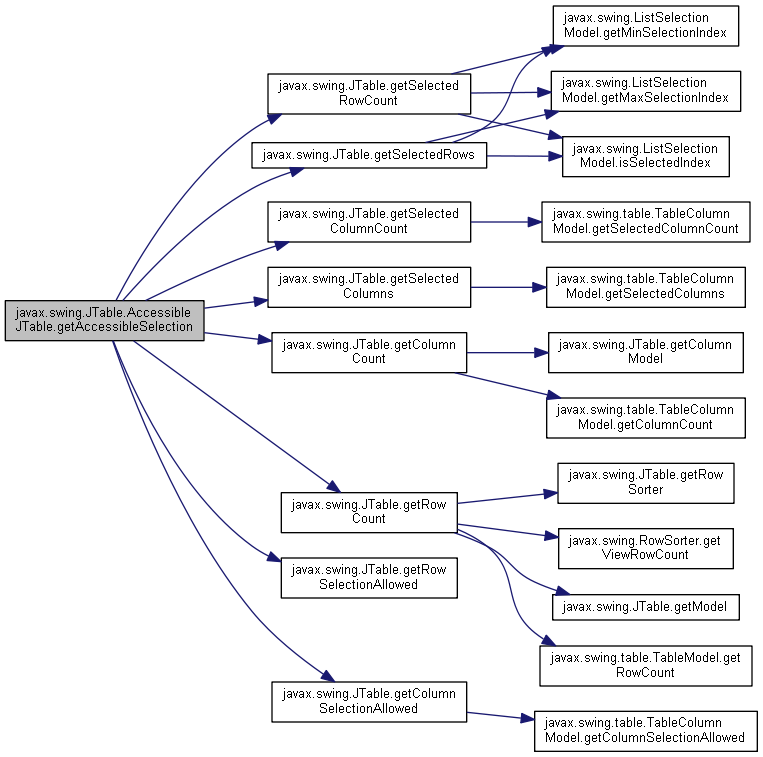 javax.swing.ListSelection
Model.getMinSelectionIndex
javax.swing.JTable.getSelected
RowCount
javax.swing.ListSelection
Model.getMaxSelectionIndex
javax.swing.JTable.getSelectedRows
javax.swing.ListSelection
Model.isSelectedIndex
javax.swing.JTable.getSelected
ColumnCount
javax.swing.table.TableColumn
Model.getSelectedColumnCount
javax.swing.JTable.getSelected
Columns
javax.swing.table.TableColumn
Model.getSelectedColumns
javax.swing.JTable.Accessible
JTable.getAccessibleSelection
javax.swing.JTable.getColumn
Count
javax.swing.JTable.getColumn
Model
javax.swing.table.TableColumn
Model.getColumnCount
javax.swing.JTable.getRow
Count
javax.swing.JTable.getRow
Sorter
javax.swing.RowSorter.get
ViewRowCount
javax.swing.JTable.getRow
SelectionAllowed
javax.swing.JTable.getModel
javax.swing.table.TableModel.get
RowCount
javax.swing.JTable.getColumn
SelectionAllowed
javax.swing.table.TableColumn
Model.getColumnSelectionAllowed